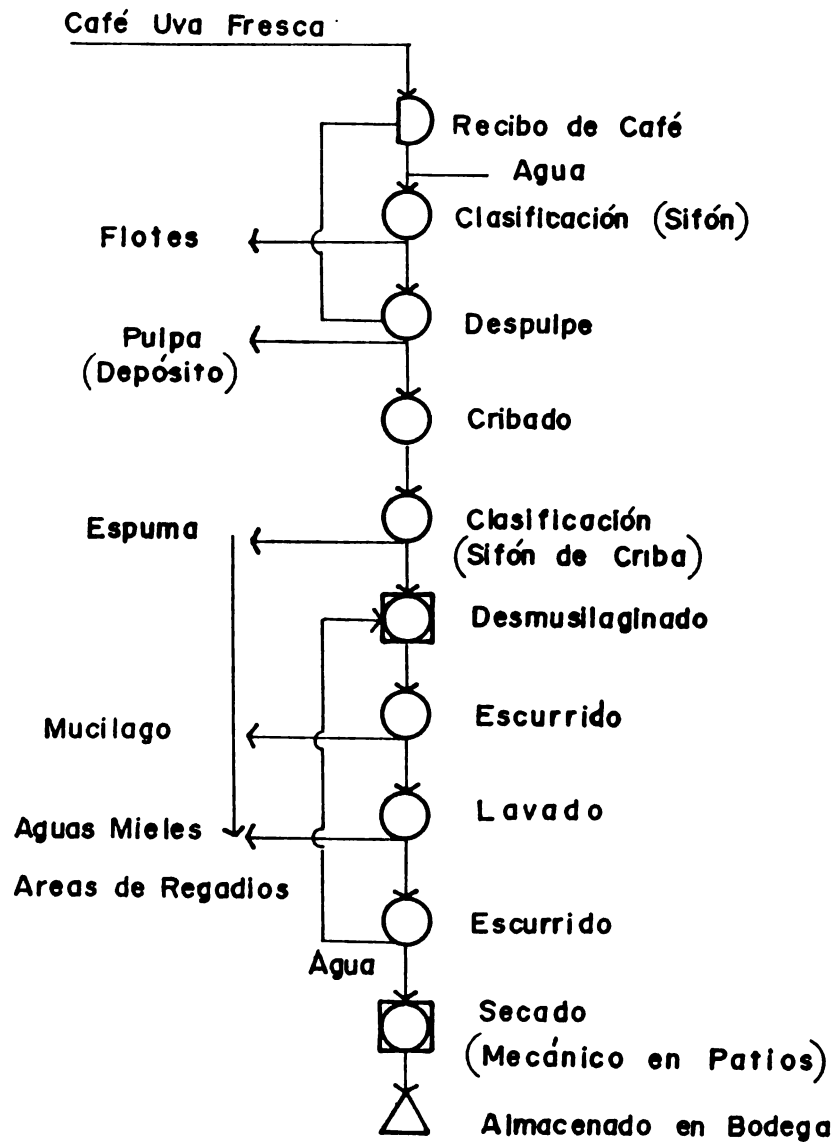 Café Uva Fresca
Recibo de Café
Agua
Clasificación (Sifón)
Flotes
Despulpe
Pulpa
(Depósito)
Cribado
Espuma
Clasificación
(Sifón de Criba)
Desmusilaginado
Escurrido
Mucilago
Lavado
Aguas Mieles
Areas de Regadios
Escurrido
Agua
Secado
(Mecánico en Patios)
Almacenado en Bodega